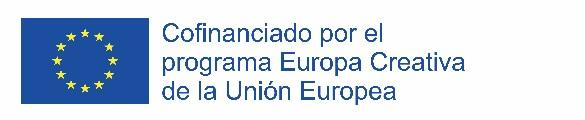 Cofinanciado por el
programa Europa Creativa
de la Unión Europea